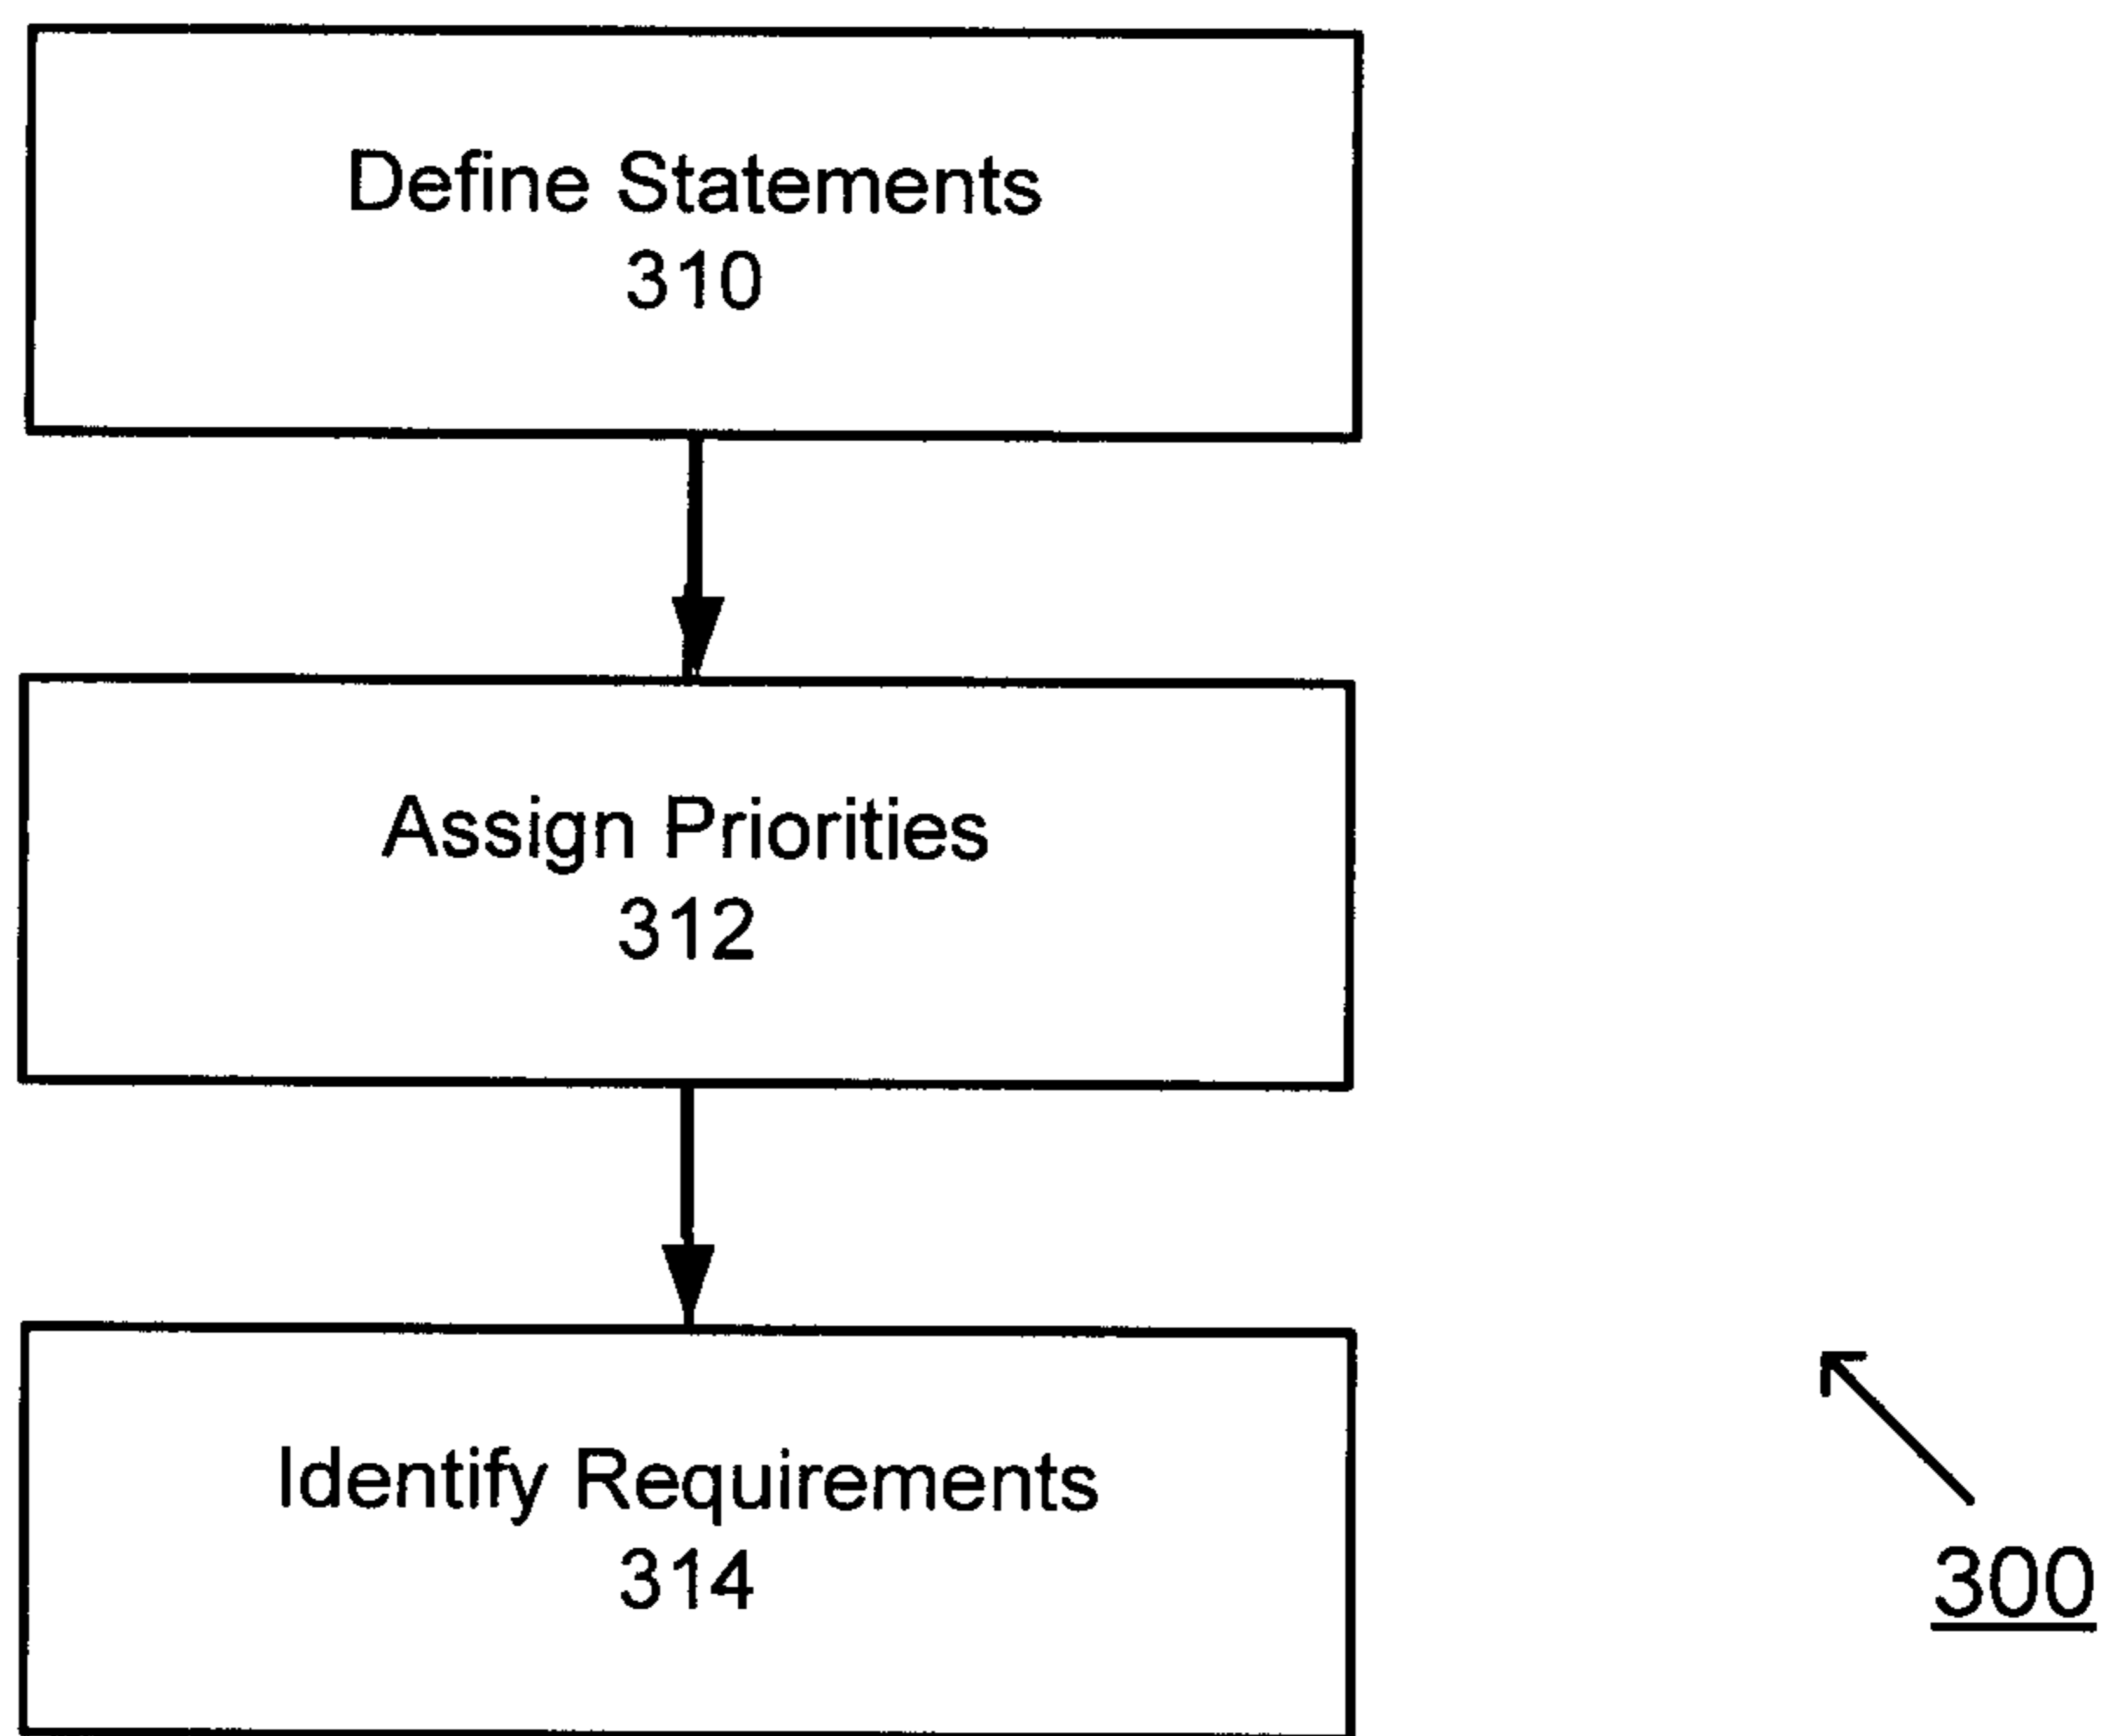 Define Statements
310
Assign Priorities
312
Identify Requirements
314
300